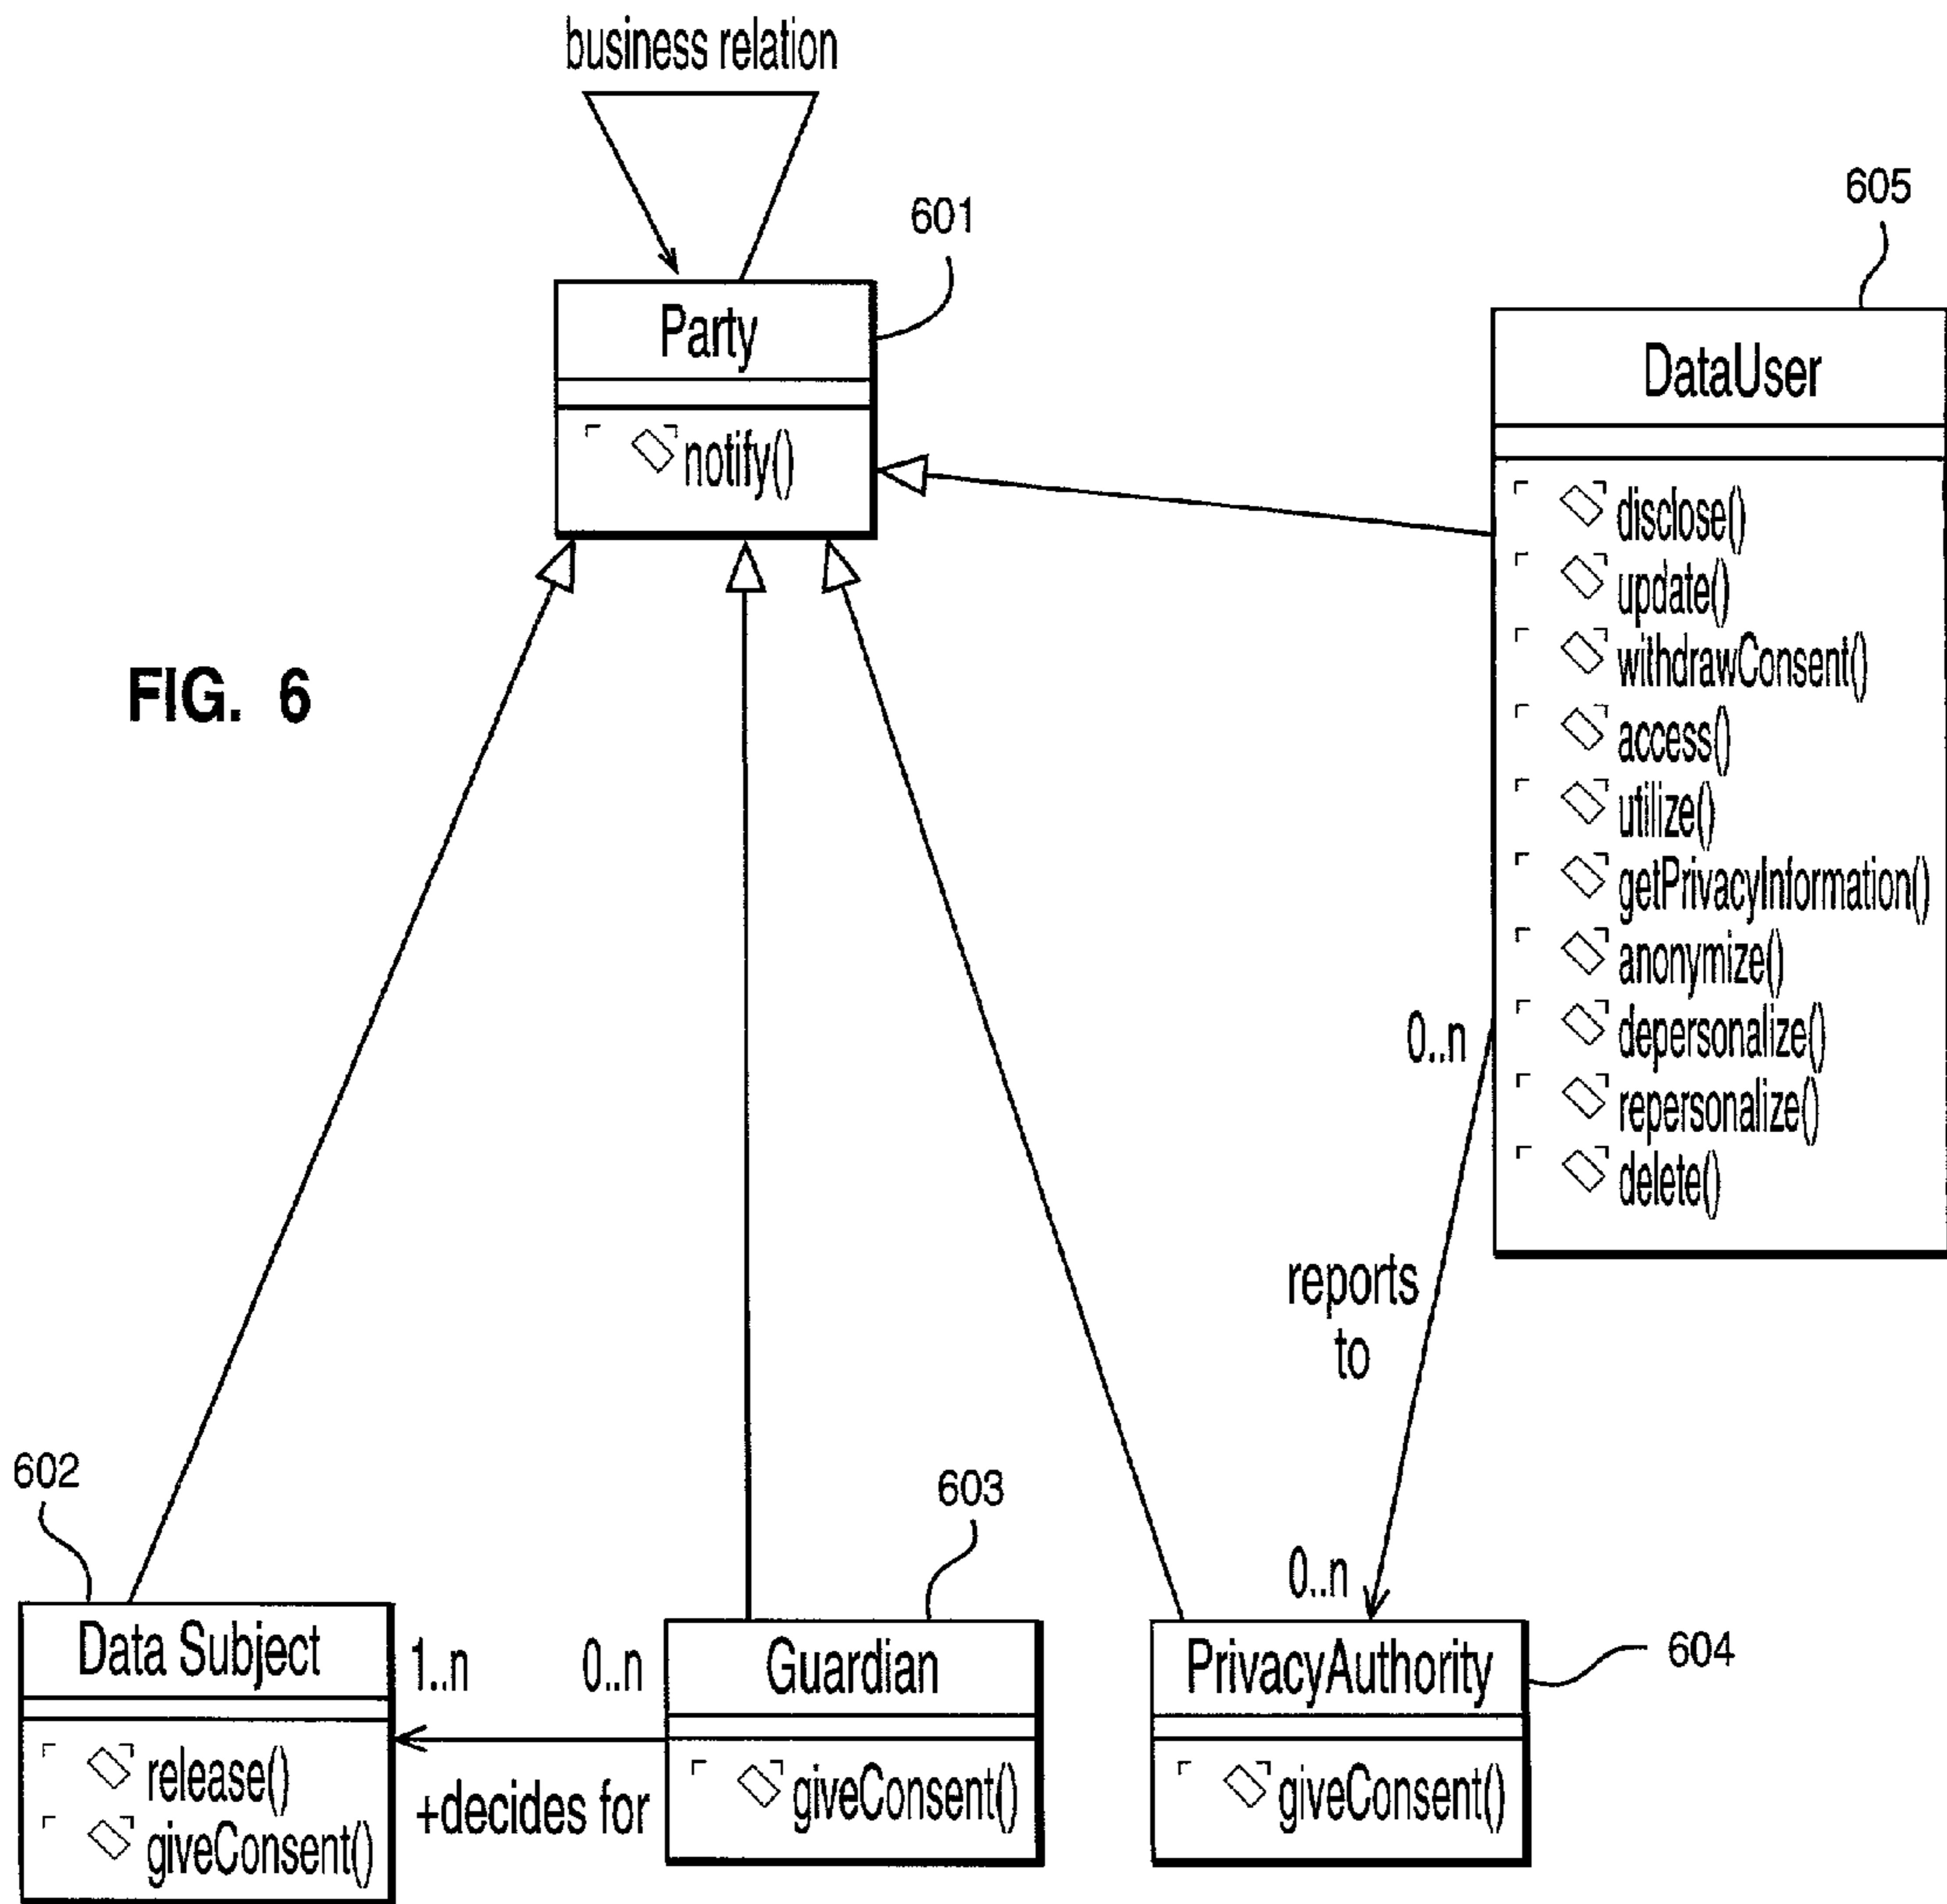 business relation
601
Party
notify()
605
DataUser
disclose()
update()
withdrawConsent()
access()
utilize()
getPrivacyInformation()
anonymize()
depersonalize()
repersonalize()
delete()
FIG. 6
0..n
reports
to
0..n
602
Data Subject
release()
giveConsent()
1..n
0..n
+decides for
603
Guardian
giveConsent()
604
PrivacyAuthority
giveConsent()